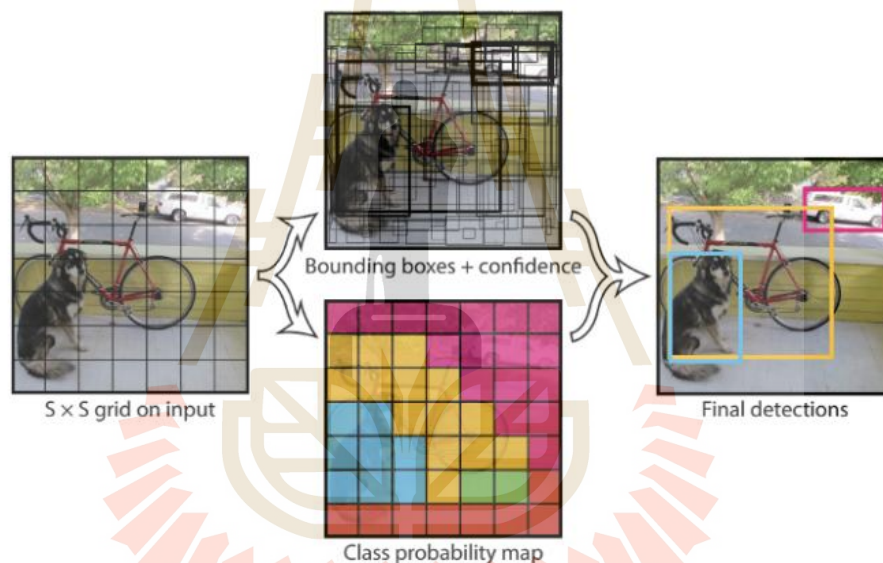 Bounding boxes + confidence
S × S grid on input
Final detections
Class probability map